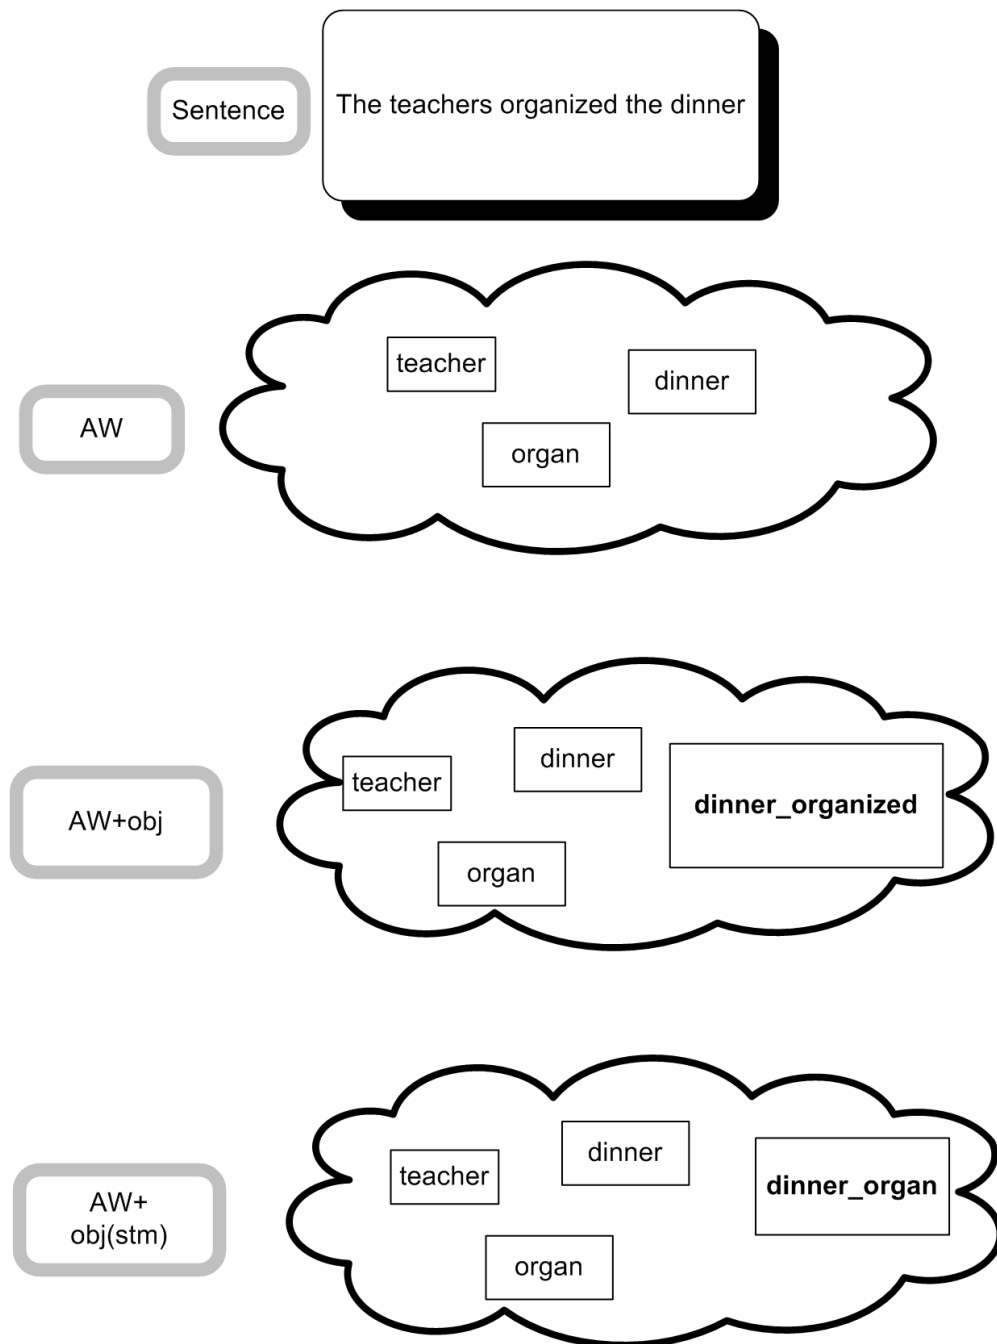 Sentence
The teachers organized the dinner
AW
teacher
dinner
organ
AW+obj
teacher
dinner
dinner_organized
organ
AW+
obj(stm)
teacher
dinner
dinner_organ
organ